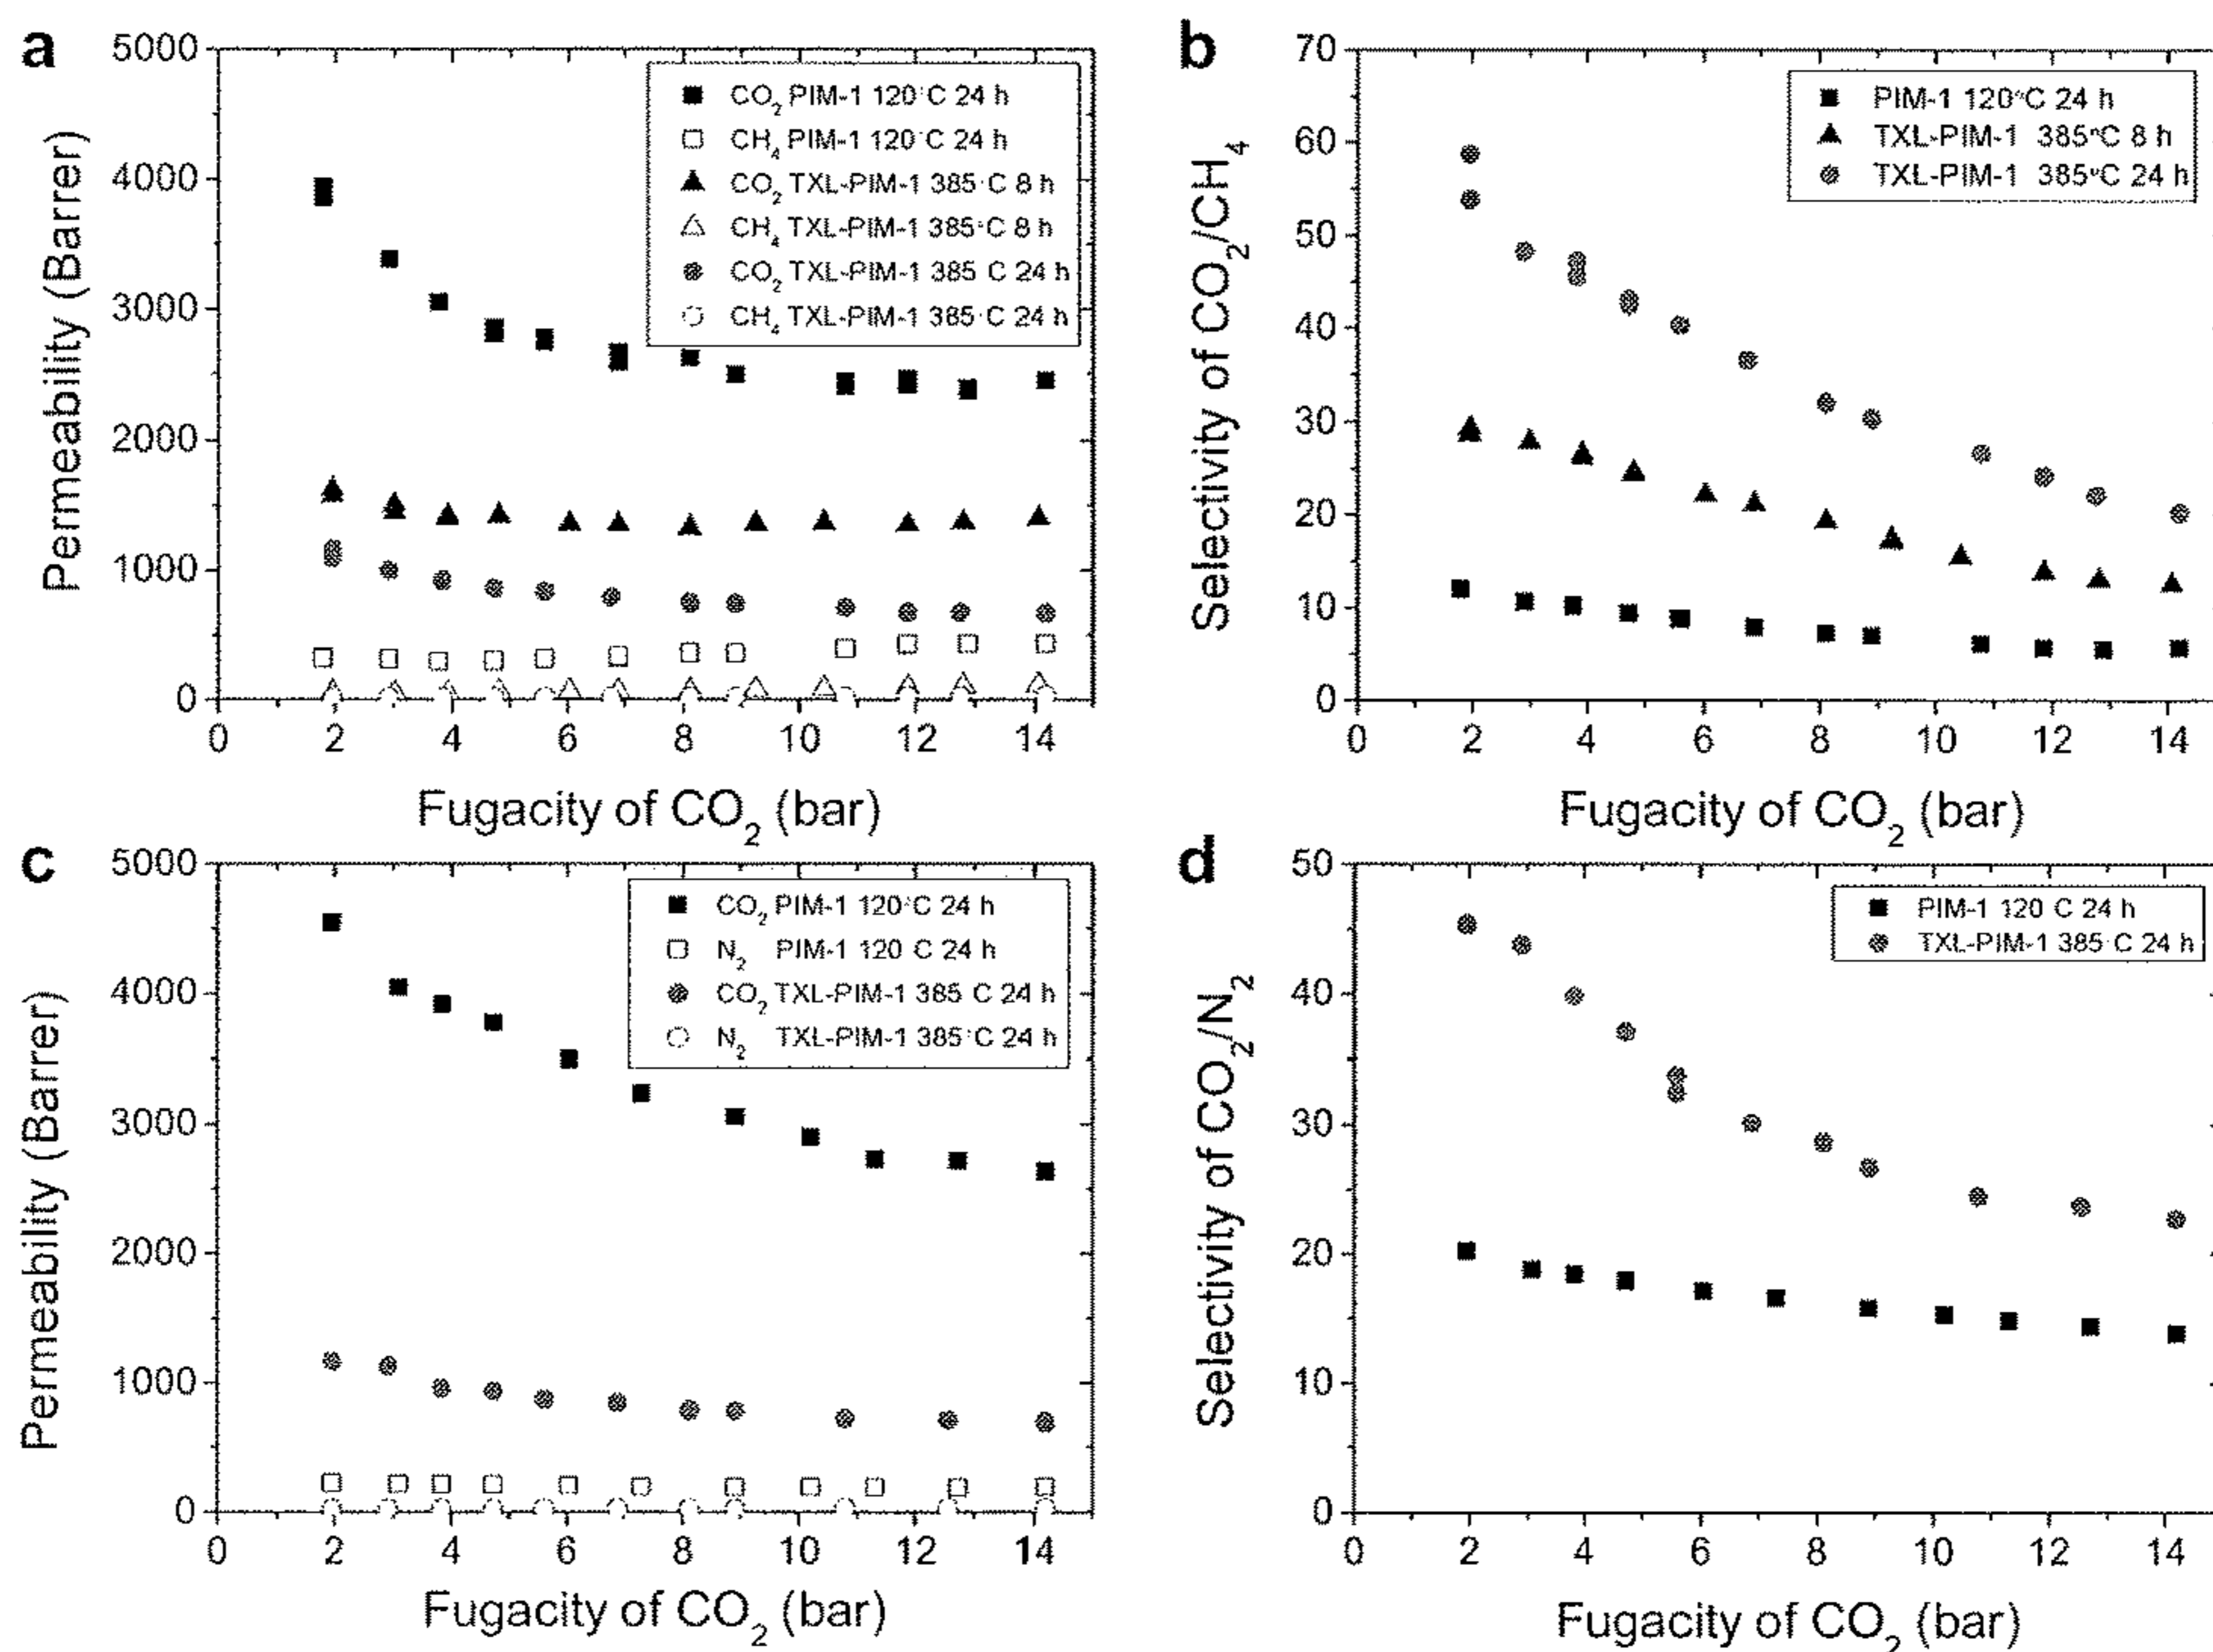 a
5000
4000
3000
2000
1000
0
Permeability (Barrer)
CO2 PIM-1 120°C 24 h
CH4 PIM-1 120°C 24 h
CO2 TXL-PIM-1 385°C 8 h
CH4 TXL-PIM-1 385°C 8 h
CO2 TXL-PIM-1 385 C 24 h
CH4 TXL-PIM-1 385°C 24 h
0 2 4 6 8 10 12 14
Fugacity of CO2 (bar)
b
70
60
50
40
30
20
10
0
Selectivity of CO2/CH4
PIM-1 120°C 24 h
TXL-PIM-1 385°C 8 h
TXL-PIM-1 385°C 24 h
0 2 4 6 8 10 12 14
Fugacity of CO2 (bar)
c
5000
4000
3000
2000
1000
0
Permeability (Barrer)
CO2 PIM-1 120°C 24 h
N2 PIM-1 120 C 24 h
CO2 TXL-PIM-1 385 C 24 h
N2 TXL-PIM-1 385°C 24 h
0 2 4 6 8 10 12 14
Fugacity of CO2 (bar)
d
50
40
30
20
10
0
Selectivity of CO2/N2
PIM-1 120 C 24 h
TXL-PIM-1 385°C 24 h
0 2 4 6 8 10 12 14
Fugacity of CO2 (bar)